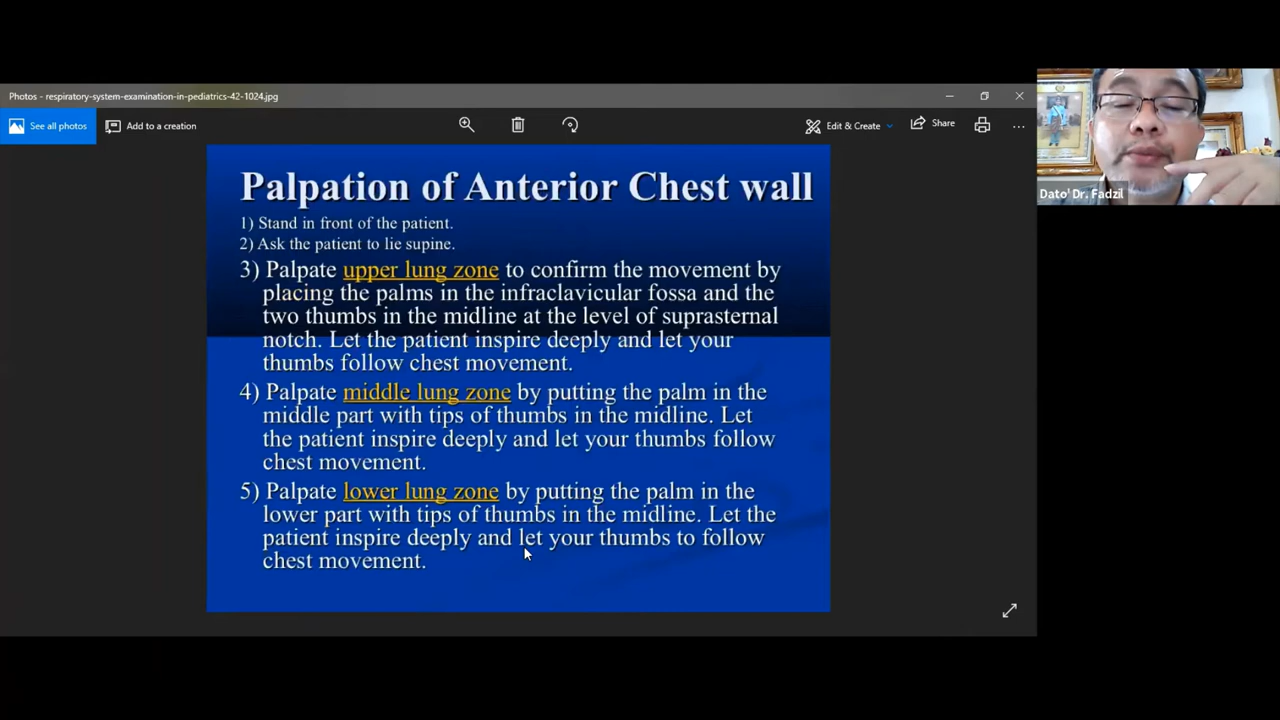 Photos - respiratory-system-examination-in-pediatrics-42-1024.jpg
See all photos
Add to a creation
Edit & Create
Share
Palpation of Anterior Chest wall
1) Stand in front of the patient.
2) Ask the patient to lie supine.
3) Palpate upper lung zone to confirm the movement by
placing the palms in the infraclavicular fossa and the
two thumbs in the midline at the level of suprasternal
notch. Let the patient inspire deeply and let your
thumbs follow chest movement.
4) Palpate middle lung zone by putting the palm in the
middle part with tips of thumbs in the midline. Let
the patient inspire deeply and let your thumbs follow
chest movement.
5) Palpate lower lung zone by putting the palm in the
lower part with tips of thumbs in the midline. Let the
patient inspire deeply and let your thumbs to follow
chest movement.
Dato' Dr. Fadzil